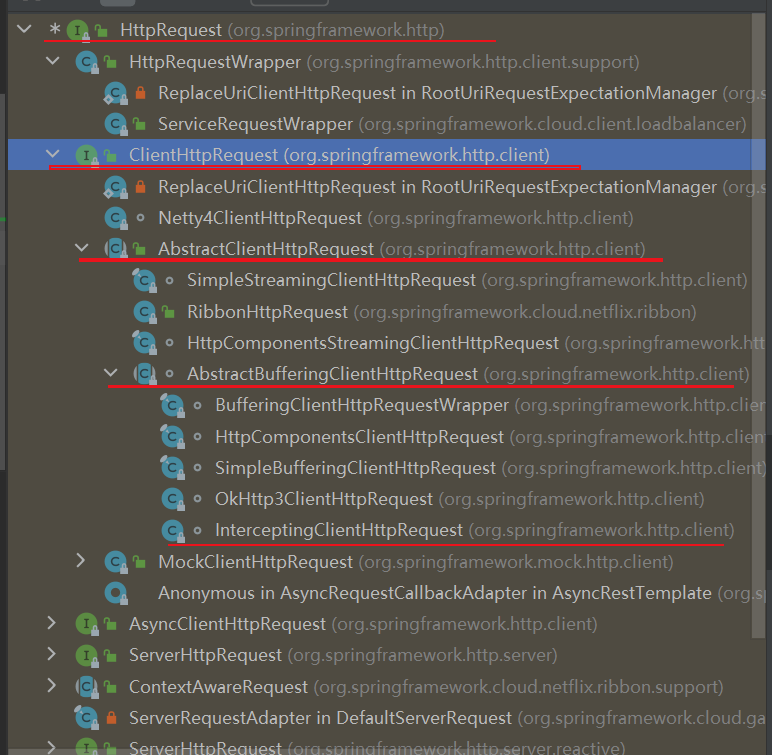 * HttpRequest (org.springframework.http)
HttpRequestWrapper (org.springframework.http.client.support)
ReplaceUriClientHttpRequest in RootUriRequestExpectationManager (org.s
ServiceRequestWrapper (org.springframework.cloud.client.loadbalancer)
ClientHttpRequest (org.springframework.http.client)
ReplaceUriClientHttpRequest in RootUriRequestExpectationManager (org.s
Netty4ClientHttpRequest (org.springframework.http.client)
AbstractClientHttpRequest (org.springframework.http.client)
SimpleStreamingClientHttpRequest (org.springframework.http.client)
RibbonHttpRequest (org.springframework.cloud.netflix.ribbon)
HttpComponentsStreamingClientHttpRequest (org.springframework.htt
AbstractBufferingClientHttpRequest (org.springframework.http.client)
BufferingClientHttpRequestWrapper (org.springframework.http.clier
HttpComponentsClientHttpRequest (org.springframework.http.client
SimpleBufferingClientHttpRequest (org.springframework.http.client)
OkHttp3ClientHttpRequest (org.springframework.http.client)
InterceptingClientHttpRequest (org.springframework.http.client)
MockClientHttpRequest (org.springframework.mock.http.client)
Anonymous in AsyncRequestCallbackAdapter in AsyncRestTemplate (org.s
AsyncClientHttpRequest (org.springframework.http.client)
ServerHttpRequest (org.springframework.http.server)
ContextAwareRequest (org.springframework.cloud.netflix.ribbon.support)
ServerRequestAdapter in DefaultServerRequest (org.springframework.cloud.ga
ServerHttpRequest (org.springframework.http.server.reactive)